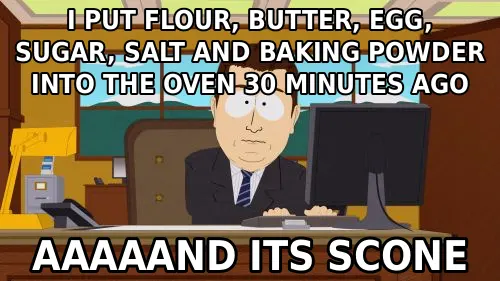 I PUT FLOUR, BUTTER, EGG,
SUGAR, SALT AND BAKING POWDER
INTO THE OVEN 30 MINUTES AGO
AAAAAND ITS SCONE